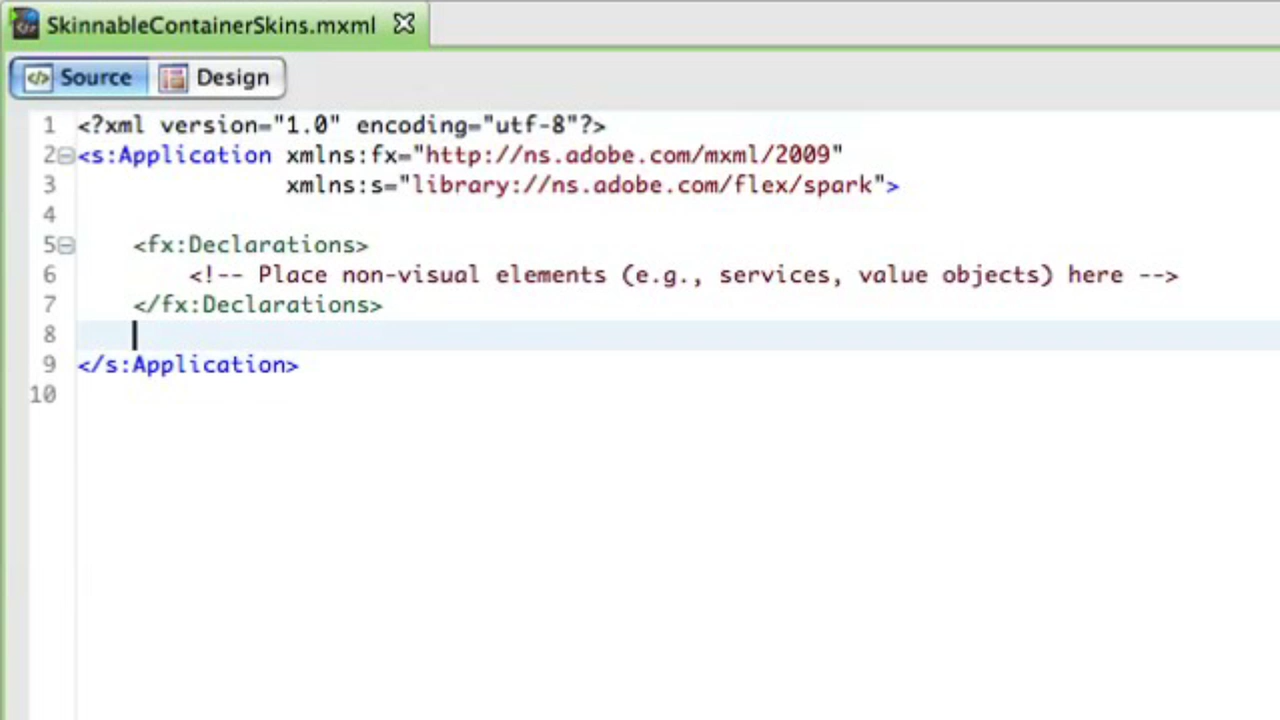 SkinnableContainerSkins.mxml
Source Design
1 <?xml version="1.0" encoding="utf-8"?>
2 <s:Application xmlns:fx="http://ns.adobe.com/mxml/2009"
3 xmlns:s="library://ns.adobe.com/flex/spark">
4
5 <fx:Declarations>
6 <!-- Place non-visual elements (e.g., services, value objects) here -->
7 </fx:Declarations>
8
9 </s:Application>
10